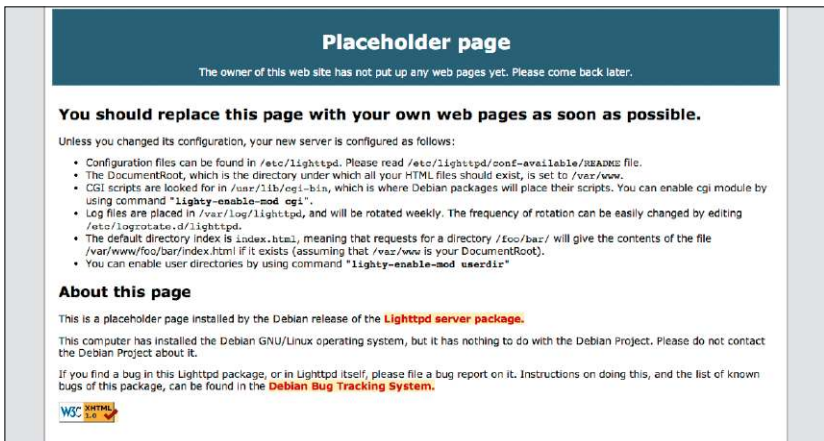 Placeholder page
The owner of this web site has not put up any web pages yet. Please come back later.
You should replace this page with your own web pages as soon as possible.
Unless you changed its configuration, your new server is configured as follows:
• Configuration files can be found in /etc/lighttpd. Please read /etc/lighttpd/conf-available/README file.
• The DocumentRoot, which is the directory under which all your HTML files should exist, is set to /var/www.
• CGI scripts are looked for in /usr/lib/cgi-bin, which is where Debian packages will place their scripts. You can enable cgi module by
using command "lighty-enable-mod cgi".
• Log files are placed in /var/log/lighttpd, and will be rotated weekly. The frequency of rotation can be easily changed by editing
/etc/logrotate.d/lighttpd.
• The default directory index is index.html, meaning that requests for a directory /foo/bar/ will give the contents of the file
/var/www/foo/bar/index.html if it exists (assuming that /var/www is your DocumentRoot).
• You can enable user directories by using command "lighty-enable-mod userdir"
About this page
This is a placeholder page installed by the Debian release of the Lighttpd server package.
This computer has installed the Debian GNU/Linux operating system, but it has nothing to do with the Debian Project. Please do not contact
the Debian Project about it.
If you find a bug in this Lighttpd package, or in Lighttpd itself, please file a bug report on it. Instructions on doing this, and the list of known
bugs of this package, can be found in the Debian Bug Tracking System.
W3C XHTML 1.0